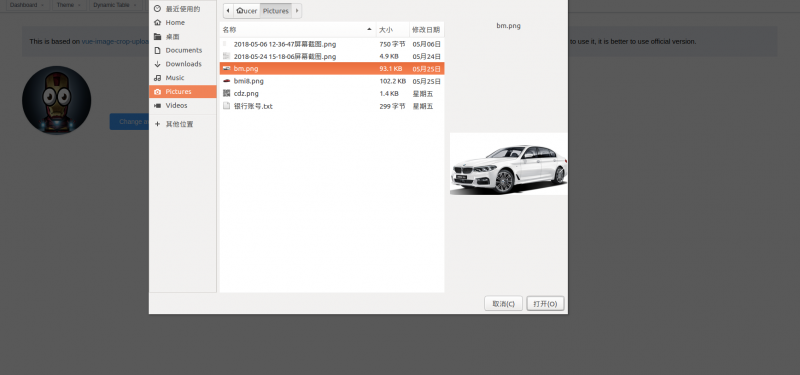 Dashboard × Theme × Dynamic Table ×
This is based on vue-image-crop-uploa
to use it, it is better to use official version.
Change a
最近使用的
Home
桌面
Documents
Downloads
Music
Pictures
Videos
+ 其他位置
ucer Pictures
名称 大小 修改日期
2018-05-06 12-36-47屏幕截图.png 750 字节 05月06日
2018-05-24 15-18-06屏幕截图.png 4.9 KB 05月24日
bm.png 93.1 KB 05月25日
bmi8.png 102.2 KB 05月25日
cdz.png 1.4 KB 星期五
银行账号.txt 299 字节 星期五
bm.png
取消(C) 打开(O)